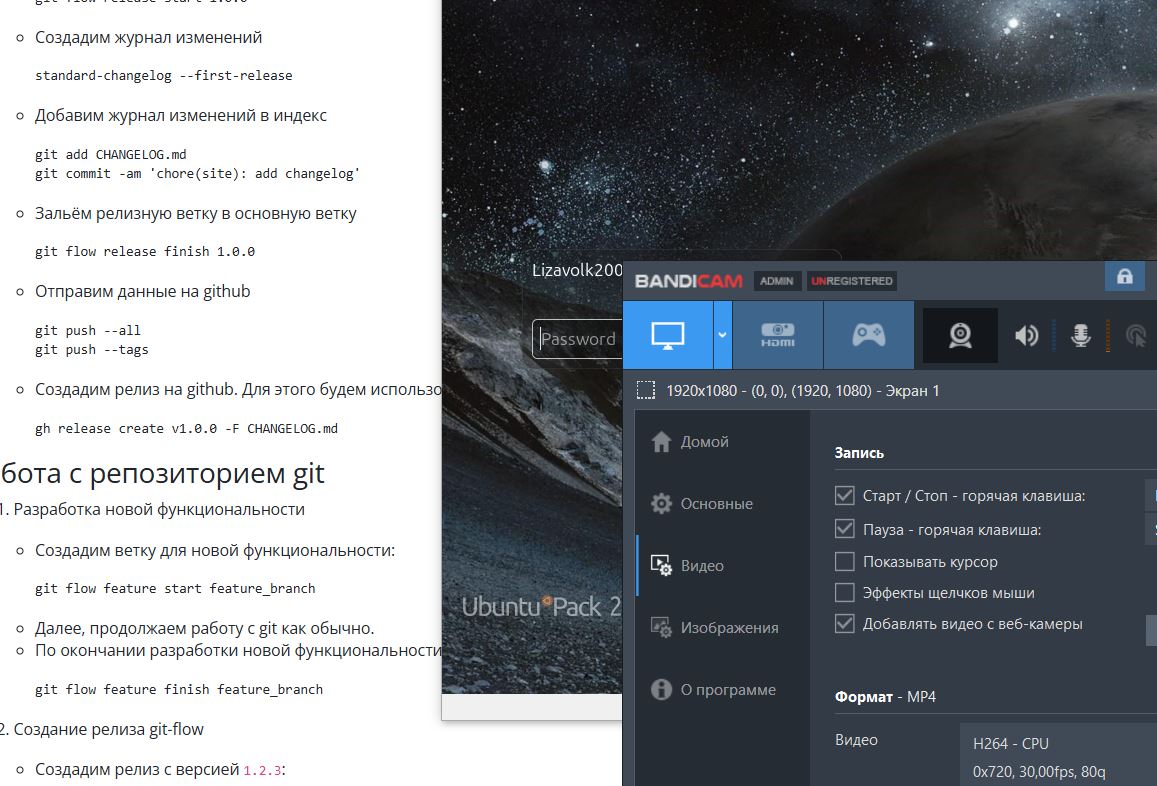 git flow release start 1.0.0
Создадим журнал изменений
standard-changelog --first-release
Добавим журнал изменений в индекс
git add CHANGELOG.md
git commit -am 'chore(site): add changelog'
Зальём релизную ветку в основную ветку
git flow release finish 1.0.0
Отправим данные на github
git push --all
git push --tags
Создадим релиз на github. Для этого будем использо
gh release create v1.0.0 -F CHANGELOG.md
бота с репозиторием git
1. Разработка новой функциональности
Создадим ветку для новой функциональности:
git flow feature start feature_branch
Далее, продолжаем работу с git как обычно.
По окончании разработки новой функциональности
git flow feature finish feature_branch
2. Создание релиза git-flow
Создадим релиз с версией 1.2.3:
Lizavolk200
Password
Ubuntu Pack 2
BANDICAM ADMIN UNREGISTERED
HDMI
1920x1080 - (0, 0), (1920, 1080) - Экран 1
Домой
Основные
Видео
Изображения
О программе
Запись
Старт / Стоп - горячая клавиша:
Пауза - горячая клавиша:
Показывать курсор
Эффекты щелчков мыши
Добавлять видео с веб-камеры
Формат - MP4
Видео
H264 - CPU
0x720, 30,00fps, 80q